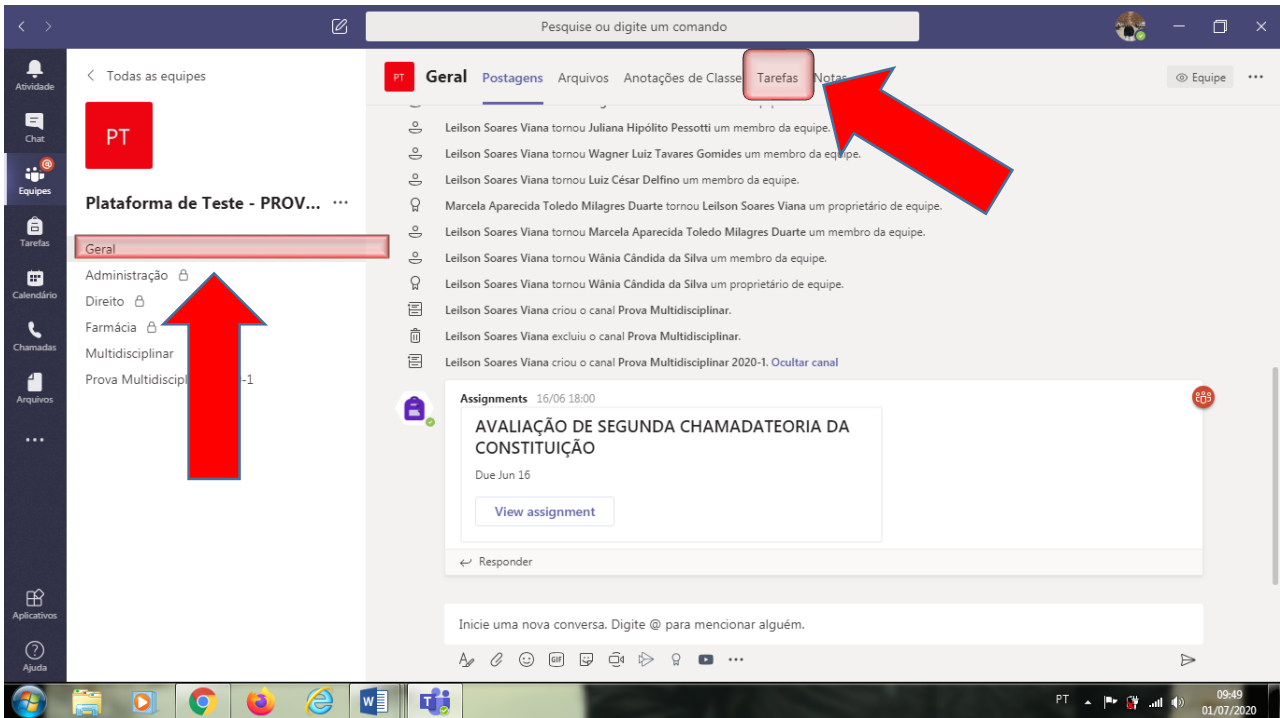 Pesquise ou digite um comando
Atividade
Chat
Equipes
Tarefas
Calendário
Chamadas
Arquivos
Aplicativos
Ajuda
Todas as equipes
PT
Plataforma de Teste - PROV... ...
Geral
Administração
Direito
Farmácia
Multidisciplinar
Prova -1
PT Geral Postagens Arquivos Anotações de Classe Tarefas Notas
Equipe ...
Leilson Soares Viana tornou Juliana Hipólito Pessotti um membro da equipe.
Leilson Soares Viana tornou Wagner Luiz Tavares Gomides um membro da equipe.
Leilson Soares Viana tornou Luiz César Delfino um membro da equipe.
Marcela Aparecida Toledo Milagres Duarte tornou Leilson Soares Viana um proprietário de equipe.
Leilson Soares Viana tornou Marcela Aparecida Toledo Milagres Duarte um membro da equipe.
Leilson Soares Viana tornou Wânia Cândida da Silva um membro da equipe.
Leilson Soares Viana tornou Wânia Cândida da Silva um proprietário de equipe.
Leilson Soares Viana criou o canal Prova Multidisciplinar.
Leilson Soares Viana excluiu o canal Prova Multidisciplinar.
Leilson Soares Viana criou o canal Prova Multidisciplinar 2020-1. Ocultar canal
Assignments 16/06 18:00
AVALIAÇÃO DE SEGUNDA CHAMADATEORIA DA
CONSTITUIÇÃO
Due Jun 16
View assignment
Responder
Inicie uma nova conversa. Digite @ para mencionar alguém.
GIF
PT
09:49
01/07/2020